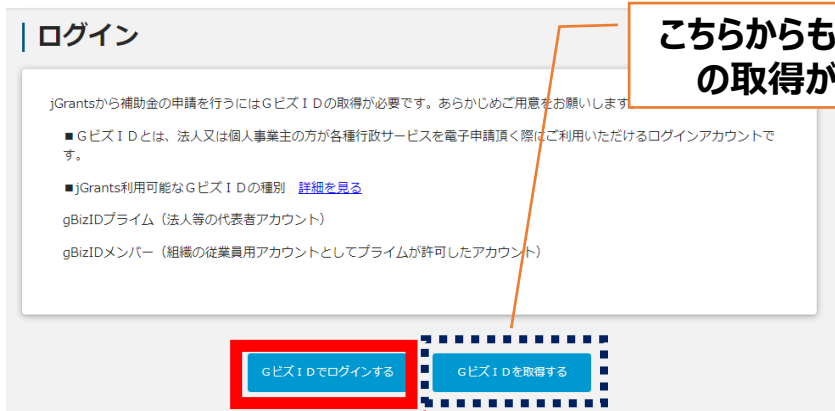 ログイン
こちらからも
の取得が
jGrantsから補助金の申請を行うにはＧビズＩＤの取得が必要です。あらかじめご用意をお願いします
■ＧビズＩＤとは、法人又は個人事業主の方が各種行政サービスを電子申請頂く際にご利用いただけるログインアカウントで
す。
■jGrants利用可能なＧビズＩＤの種別　詳細を見る
gBizIDプライム（法人等の代表者アカウント）
gBizIDメンバー（組織の従業員用アカウントとしてプライムが許可したアカウント）
ＧビズＩＤでログインする
ＧビズＩＤを取得する